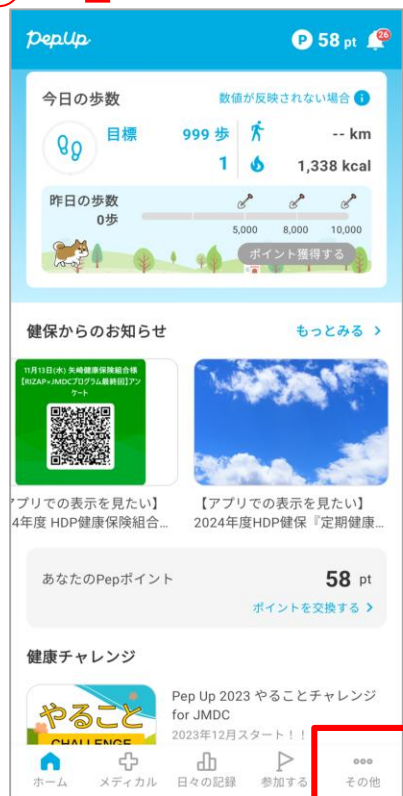 PepUp
P 58 pt 26
今日の歩数 数値が反映されない場合 i
目標 999 歩 -- km
1 1,338 kcal
昨日の歩数
0歩
5,000 8,000 10,000
ポイント獲得する
健保からのお知らせ もっとみる >
11月13日(水) 矢崎健康保険組合様
【RIZAP×JMDCプログラム最終回】アン
ケート
プリでの表示を見たい】 【アプリでの表示を見たい】
4年度 HDP健康保険組合… 2024年度HDP健保『定期健康…
あなたのPepポイント 58 pt
ポイントを交換する >
健康チャレンジ
やること
CHALLENGE
Pep Up 2023 やることチャレンジ
for JMDC
2023年12月スタート！！
ホーム メディカル 日々の記録 参加する その他